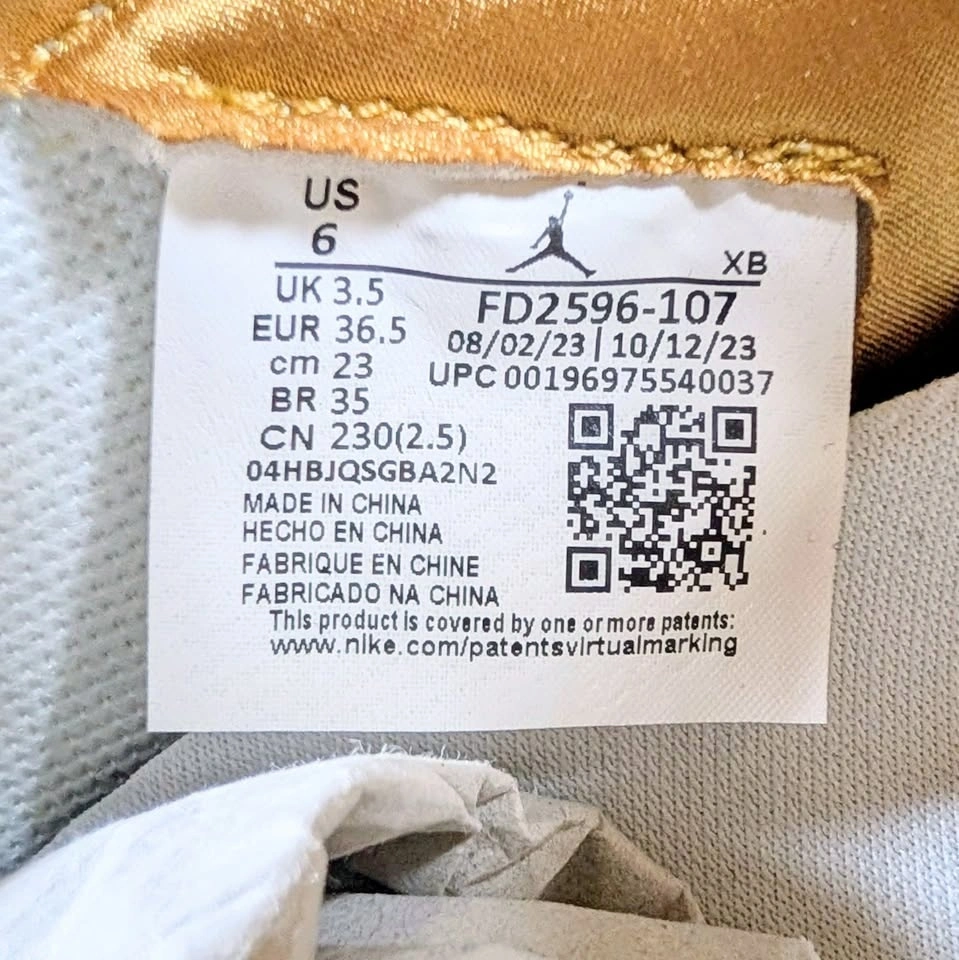 US
6
XB
UK 3.5
EUR 36.5
cm 23
BR 35
CN 230(2.5)
04HBJQSGBA2N2
FD2596-107
08/02/23 | 10/12/23
UPC 00196975540037
MADE IN CHINA
HECHO EN CHINA
FABRIQUE EN CHINE
FABRICADO NA CHINA
This product is covered by one or more patents:
www.nike.com/patentsvirtualmarking